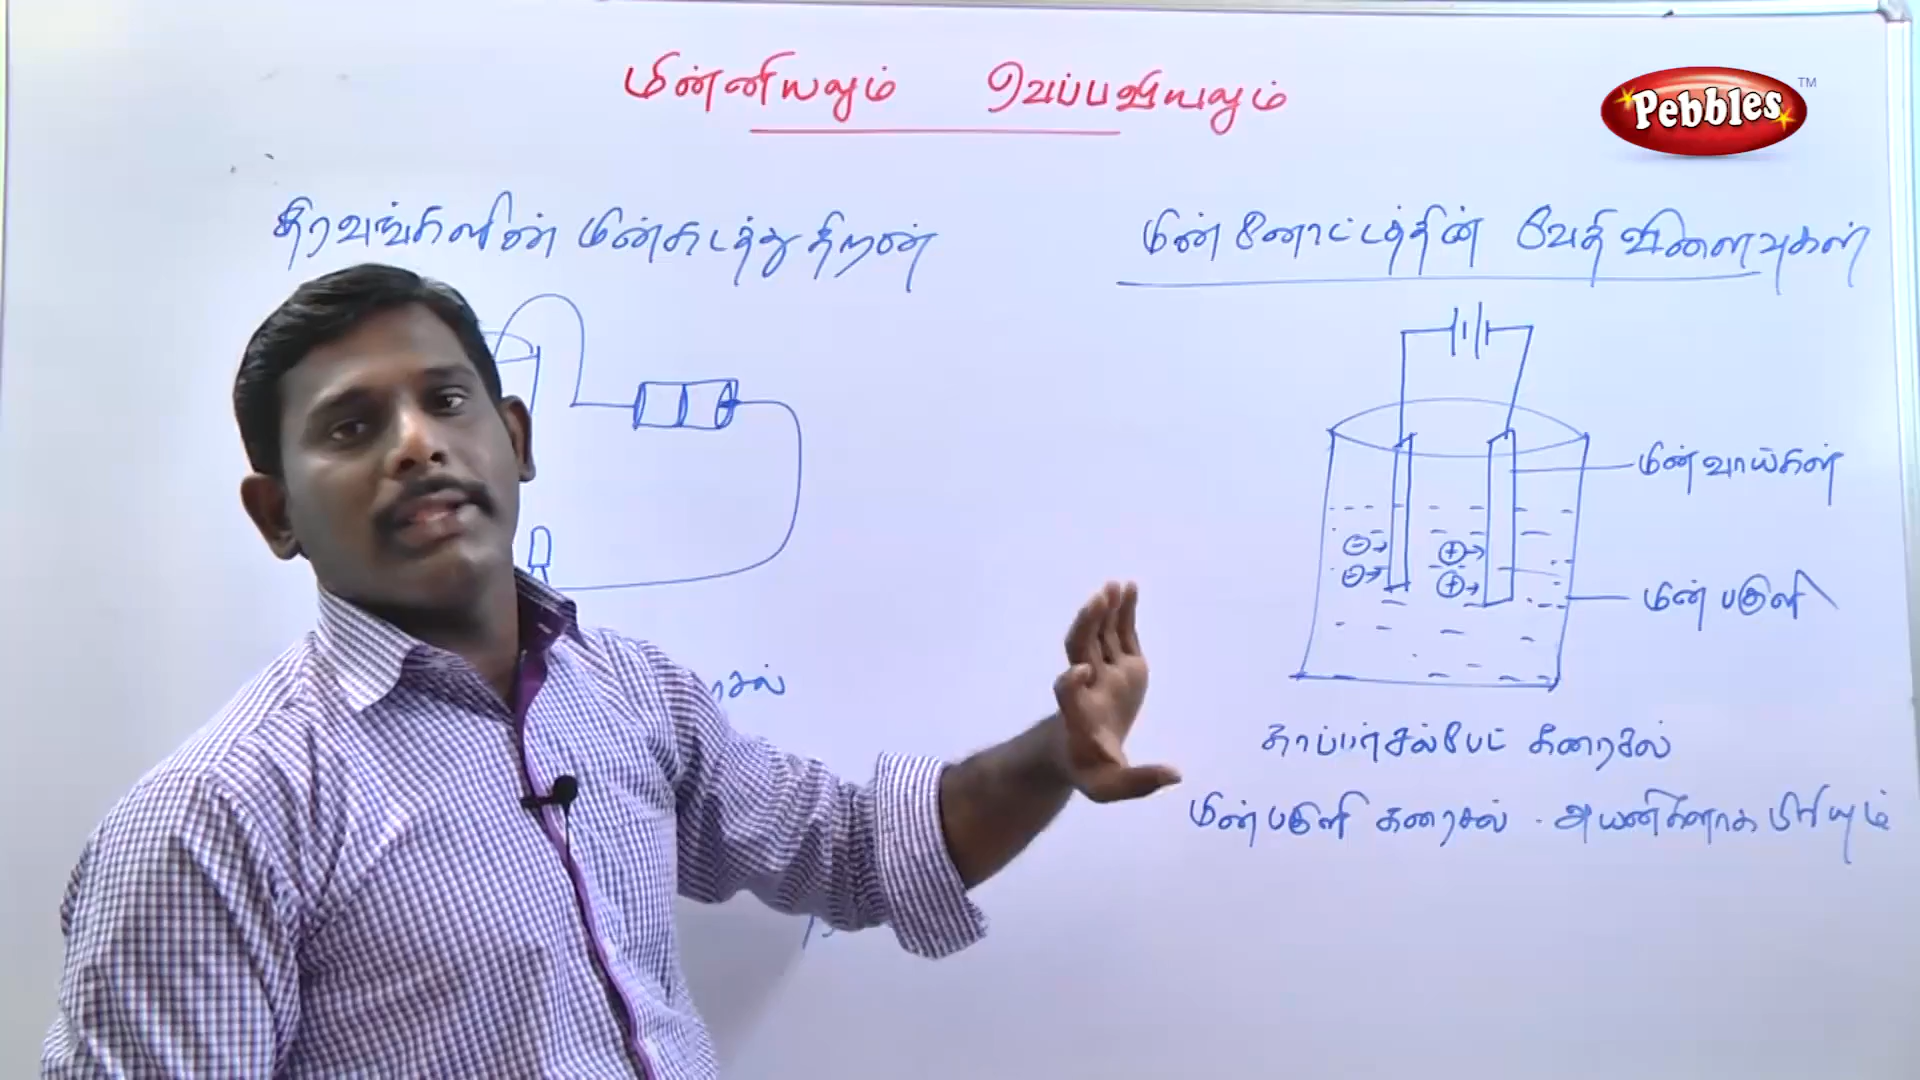 மின்னியலும் வெப்பவியலும்
Pebbles TM
திரவங்களின் மின்கடத்து திறன்
மின்னோட்டத்தின் வேதி விளைவுகள்
மின்வாய்கள்
மின் பகுளி
காப்பர்சல்பேட் கரைசல்
மின்பகுளி கரைசல் - அயனிகளாக பிரியும்